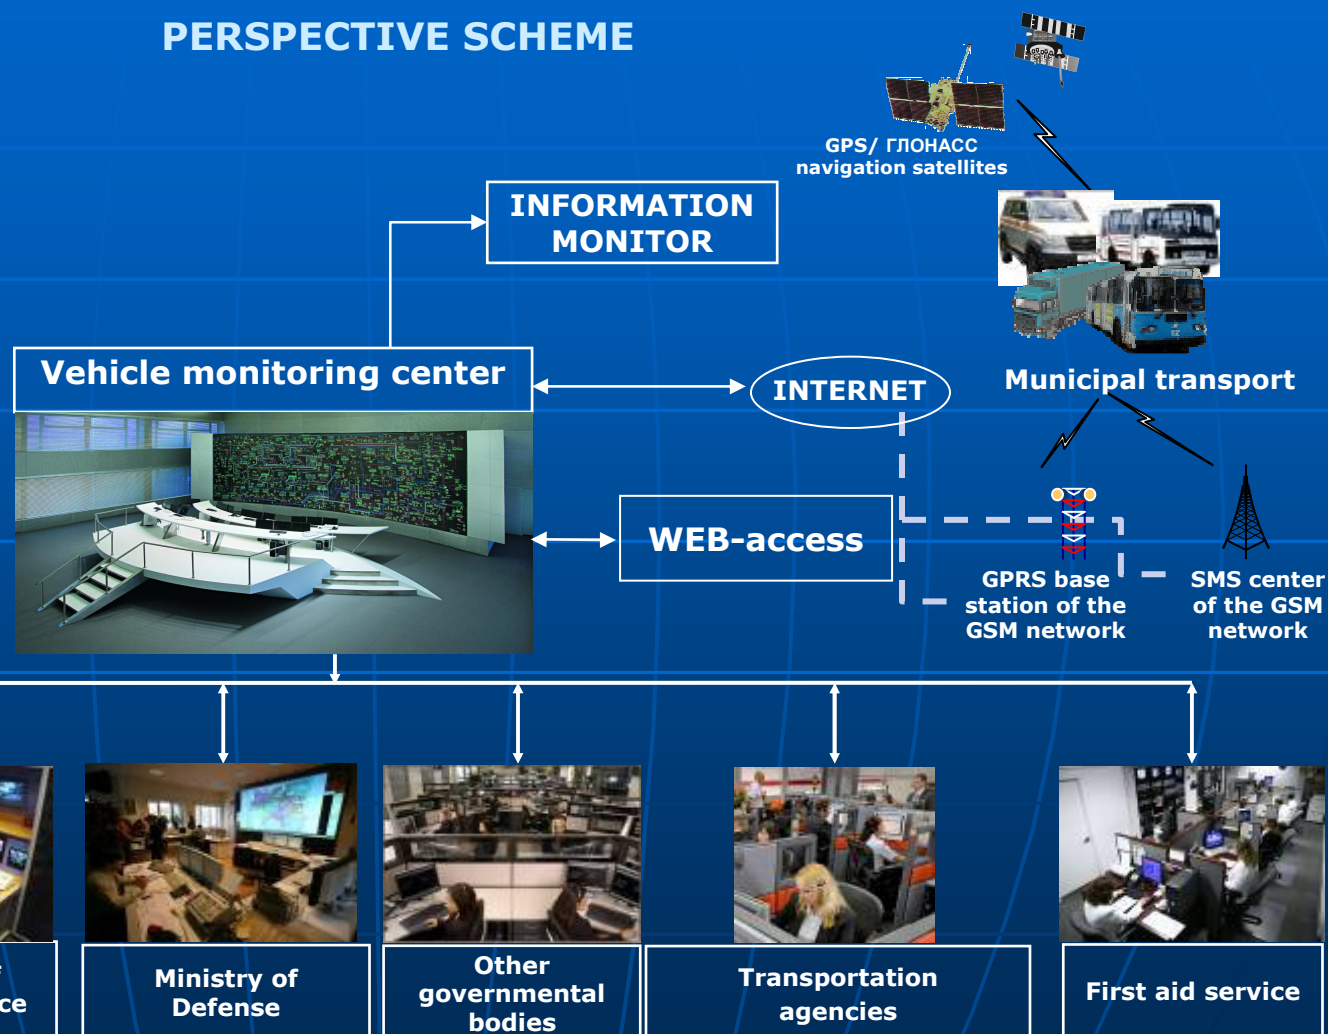 PERSPECTIVE SCHEME
GPS/ ГЛОНАСС
navigation satellites
INFORMATION
MONITOR
Vehicle monitoring center
INTERNET
Municipal transport
WEB-access
GPRS base
station of the
GSM network
SMS center
of the GSM
network
Ministry of
Defense
Other
governmental
bodies
Transportation
agencies
First aid service